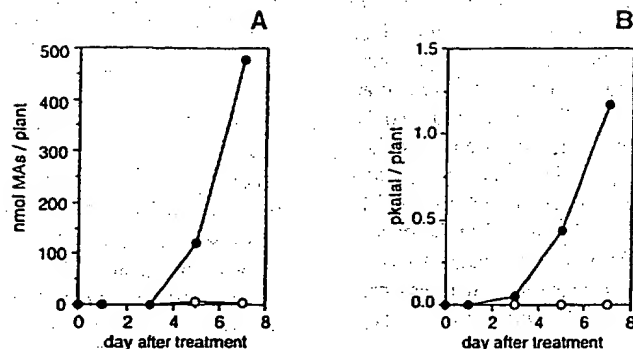 A
500
400
300
200
100
0
nmol MAs / plant
0 2 4 6 8
day after treatment
B
1.5
1.0
0.5
0.0
pkatal / plant
0 2 4 6 8
day after treatment